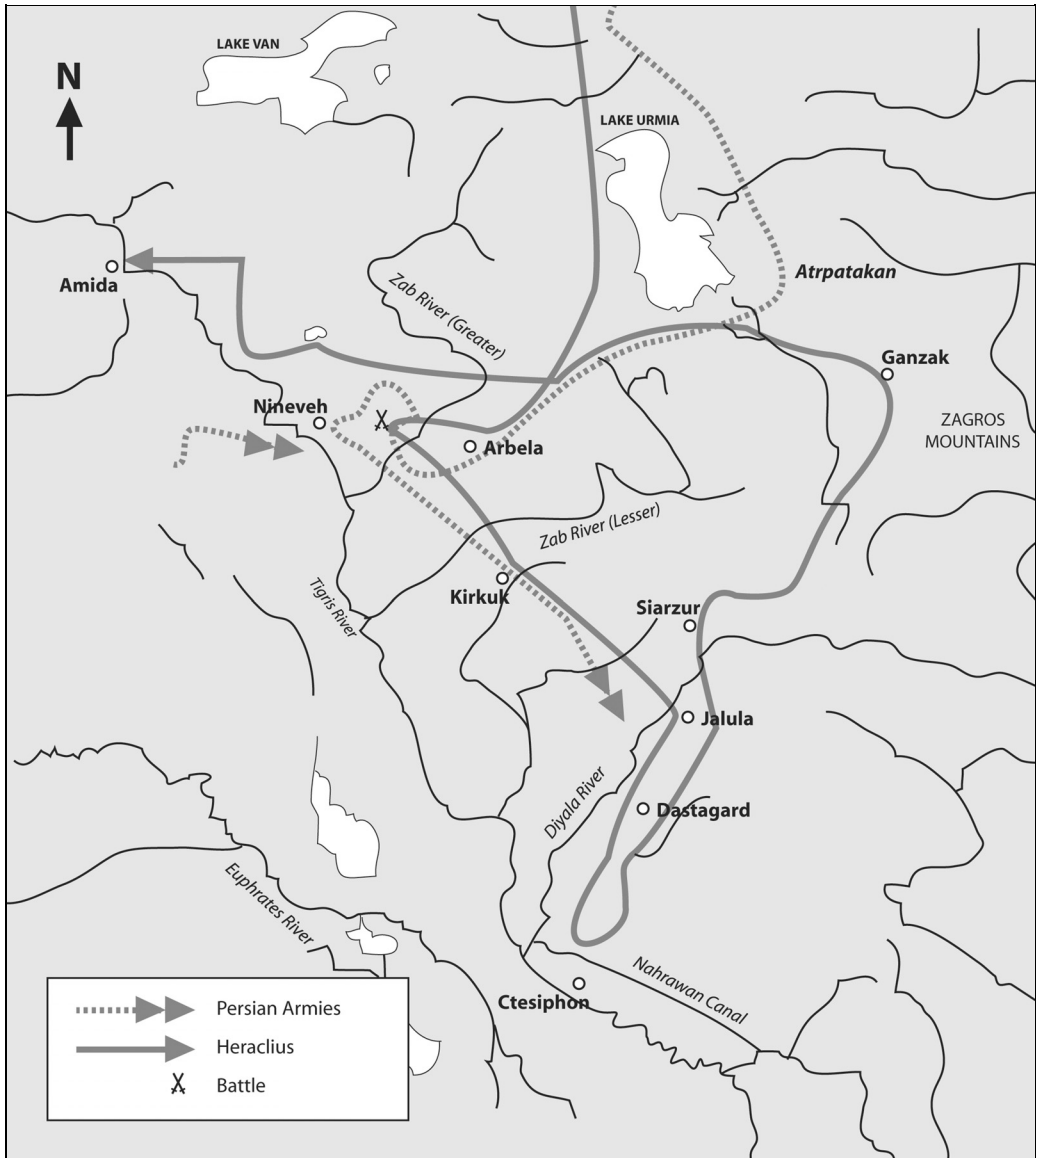 LAKE VAN
N
LAKE URMIA
Atrpatakan
Amida
Zab River (Greater)
Ganzak
Nineveh
ZAGROS
MOUNTAINS
Arbela
Zab River (Lesser)
Kirkuk
Tigris River
Siarzur
Jalula
Diyala River
Dastagard
Euphrates River
Nahrawan Canal
Ctesiphon
Persian Armies
Heraclius
Battle